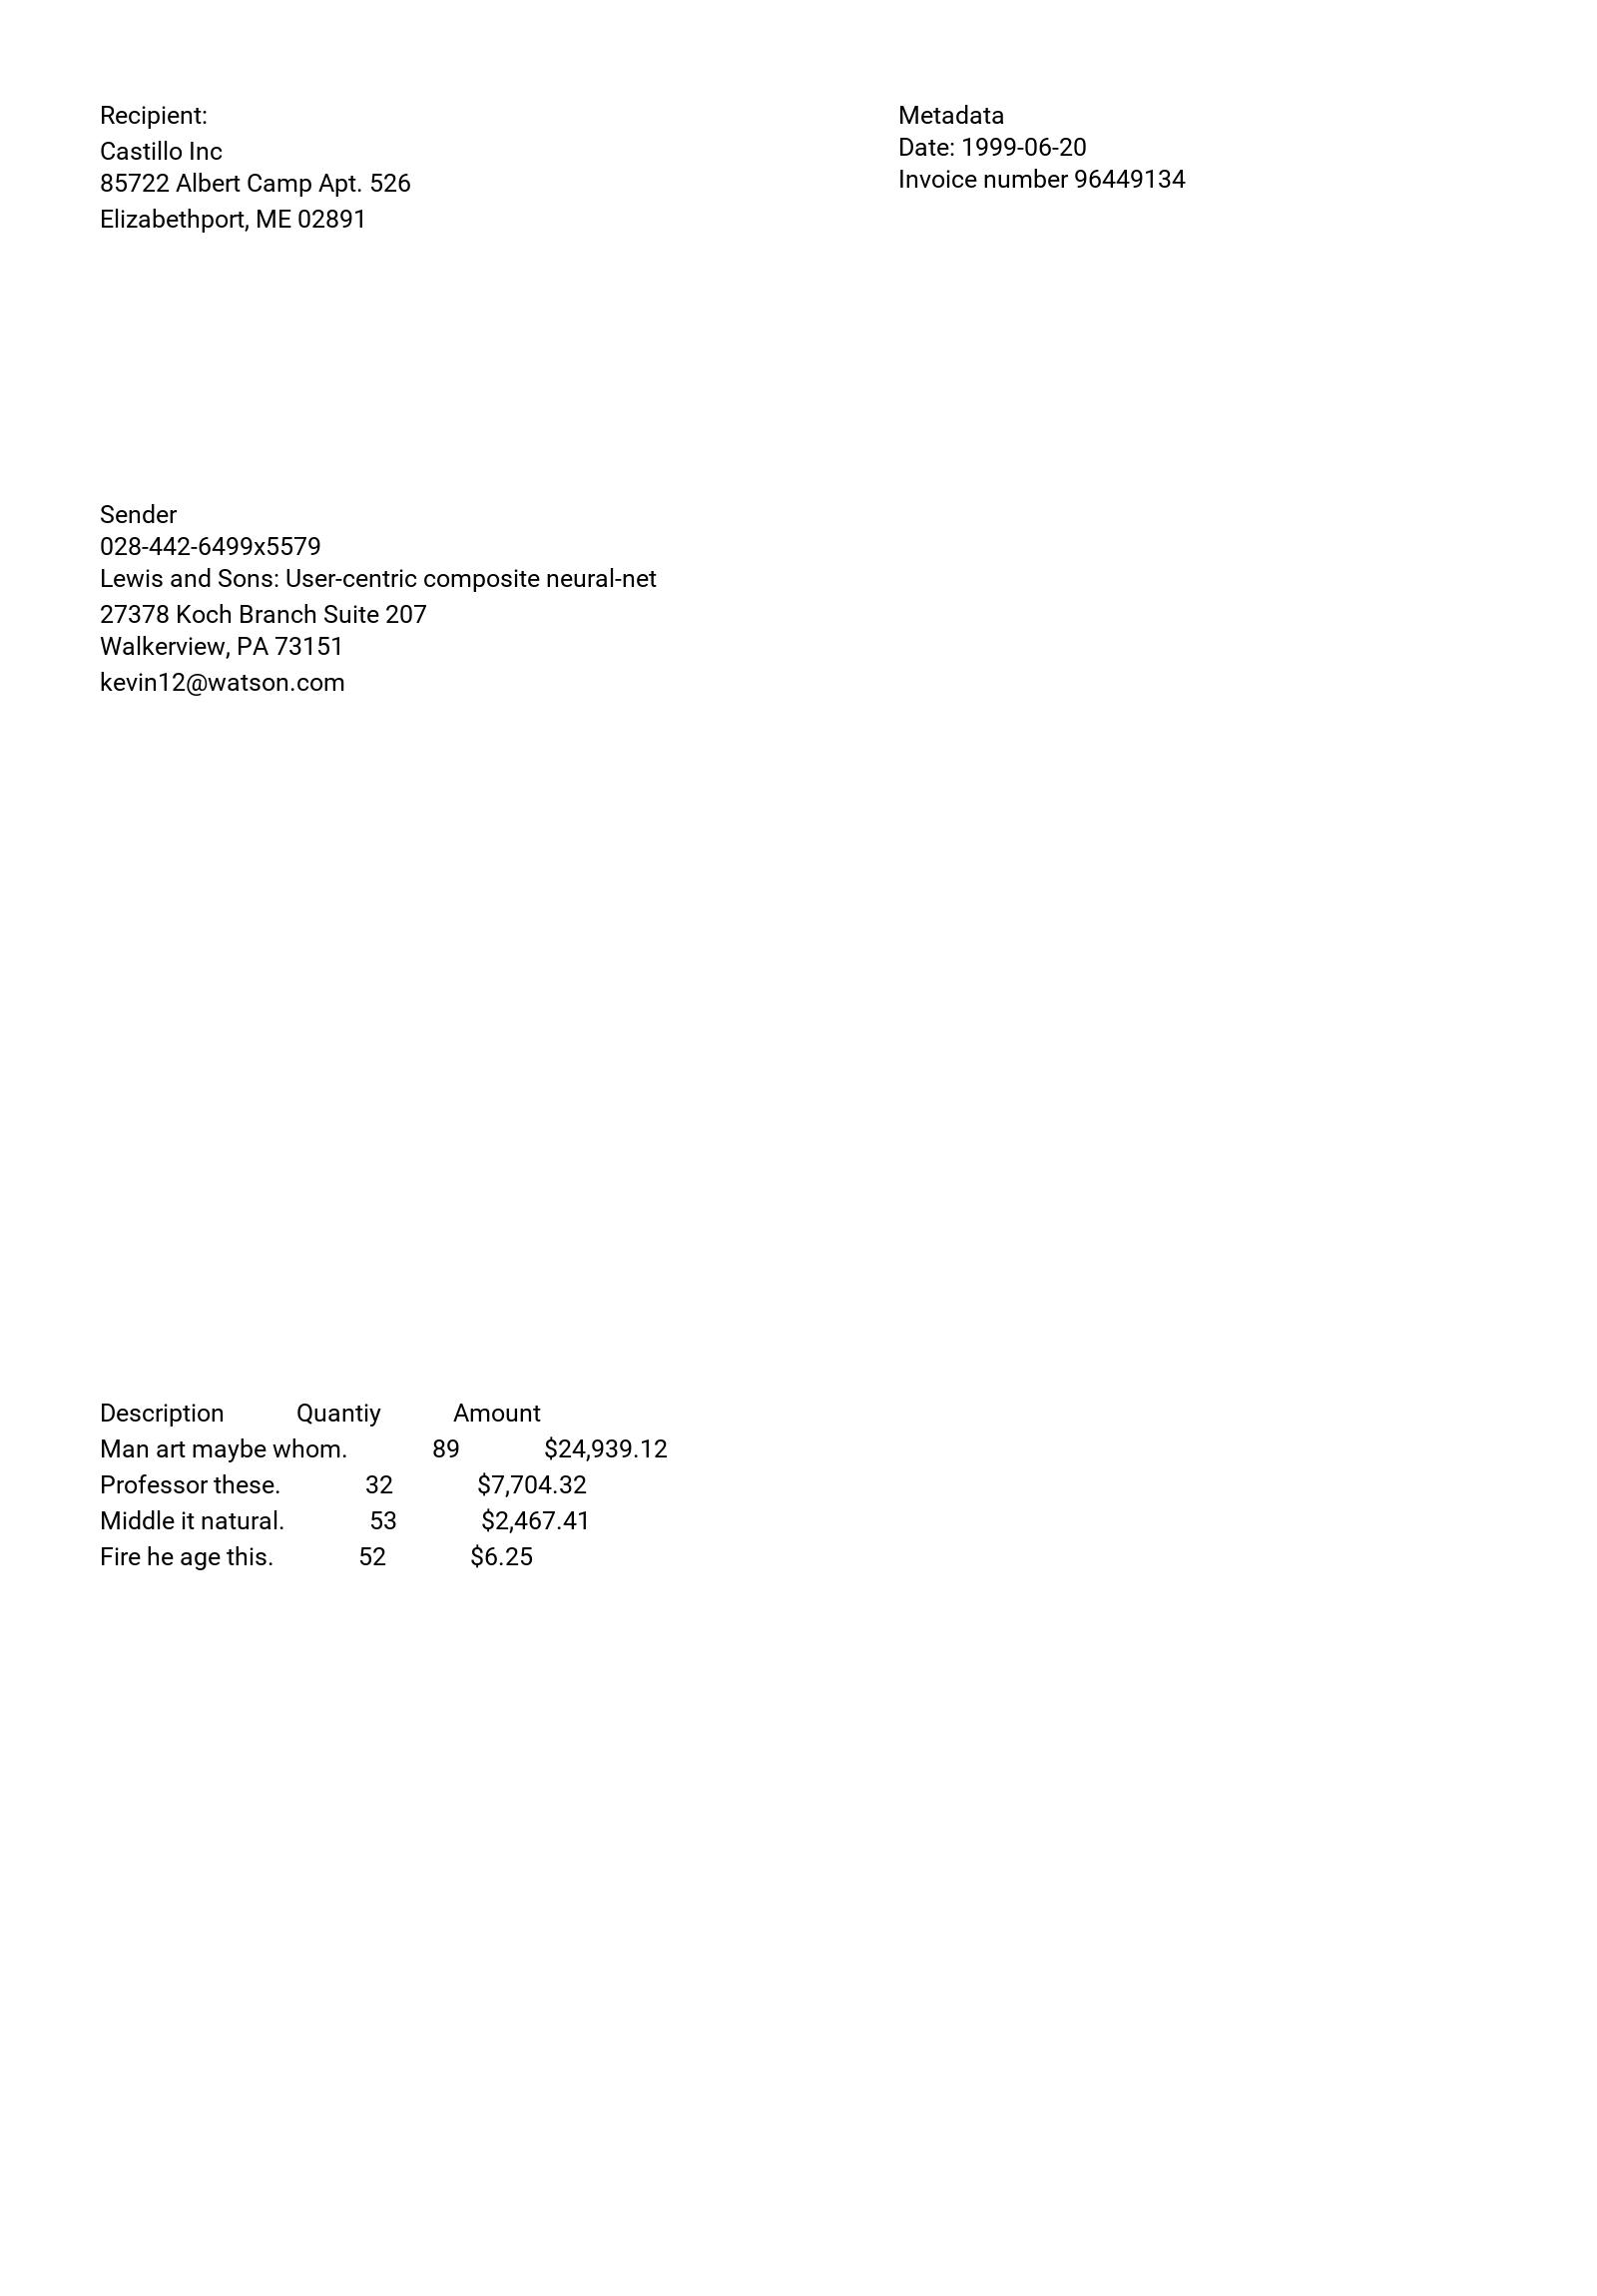 Recipient:
Castillo Inc
85722 Albert Camp Apt. 526
Elizabethport, ME 02891
Metadata
Date: 1999-06-20
Invoice number 96449134
Sender
028-442-6499x5579
Lewis and Sons: User-centric composite neural-net
27378 Koch Branch Suite 207
Walkerview, PA 73151
kevin12@watson.com
Description Quantiy Amount
Man art maybe whom. 89 $24,939.12
Professor these. 32 $7,704.32
Middle it natural. 53 $2,467.41
Fire he age this. 52 $6.25